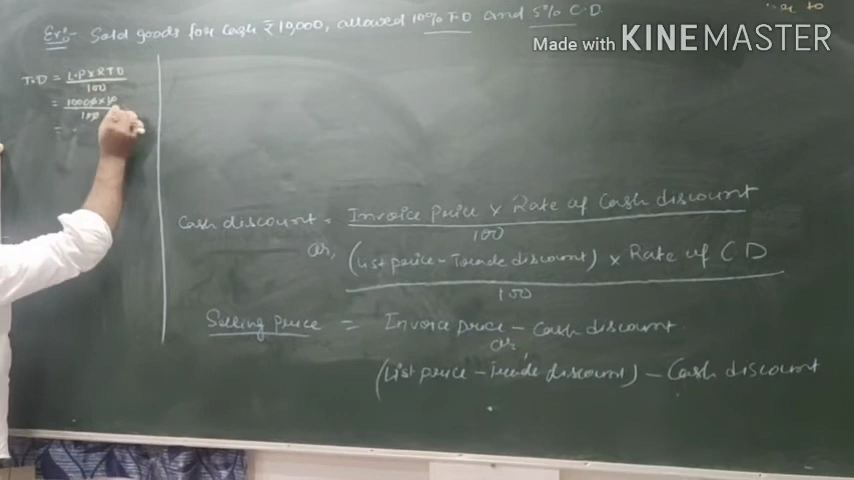 Ex:- Sold goods for Cash ₹10,000, allowed 10% T.D and 5% C.D.
Made with KINEMASTER
T.D = L.P x R T D
100
= 10000 x 10
100
=
Cash discount = Invoice price x Rate of Cash discount
100
or, (List price - Trade discount) x Rate of C D
100
Selling price = Invoice price - Cash discount
or,
(List price - Trade discount) - Cash discount